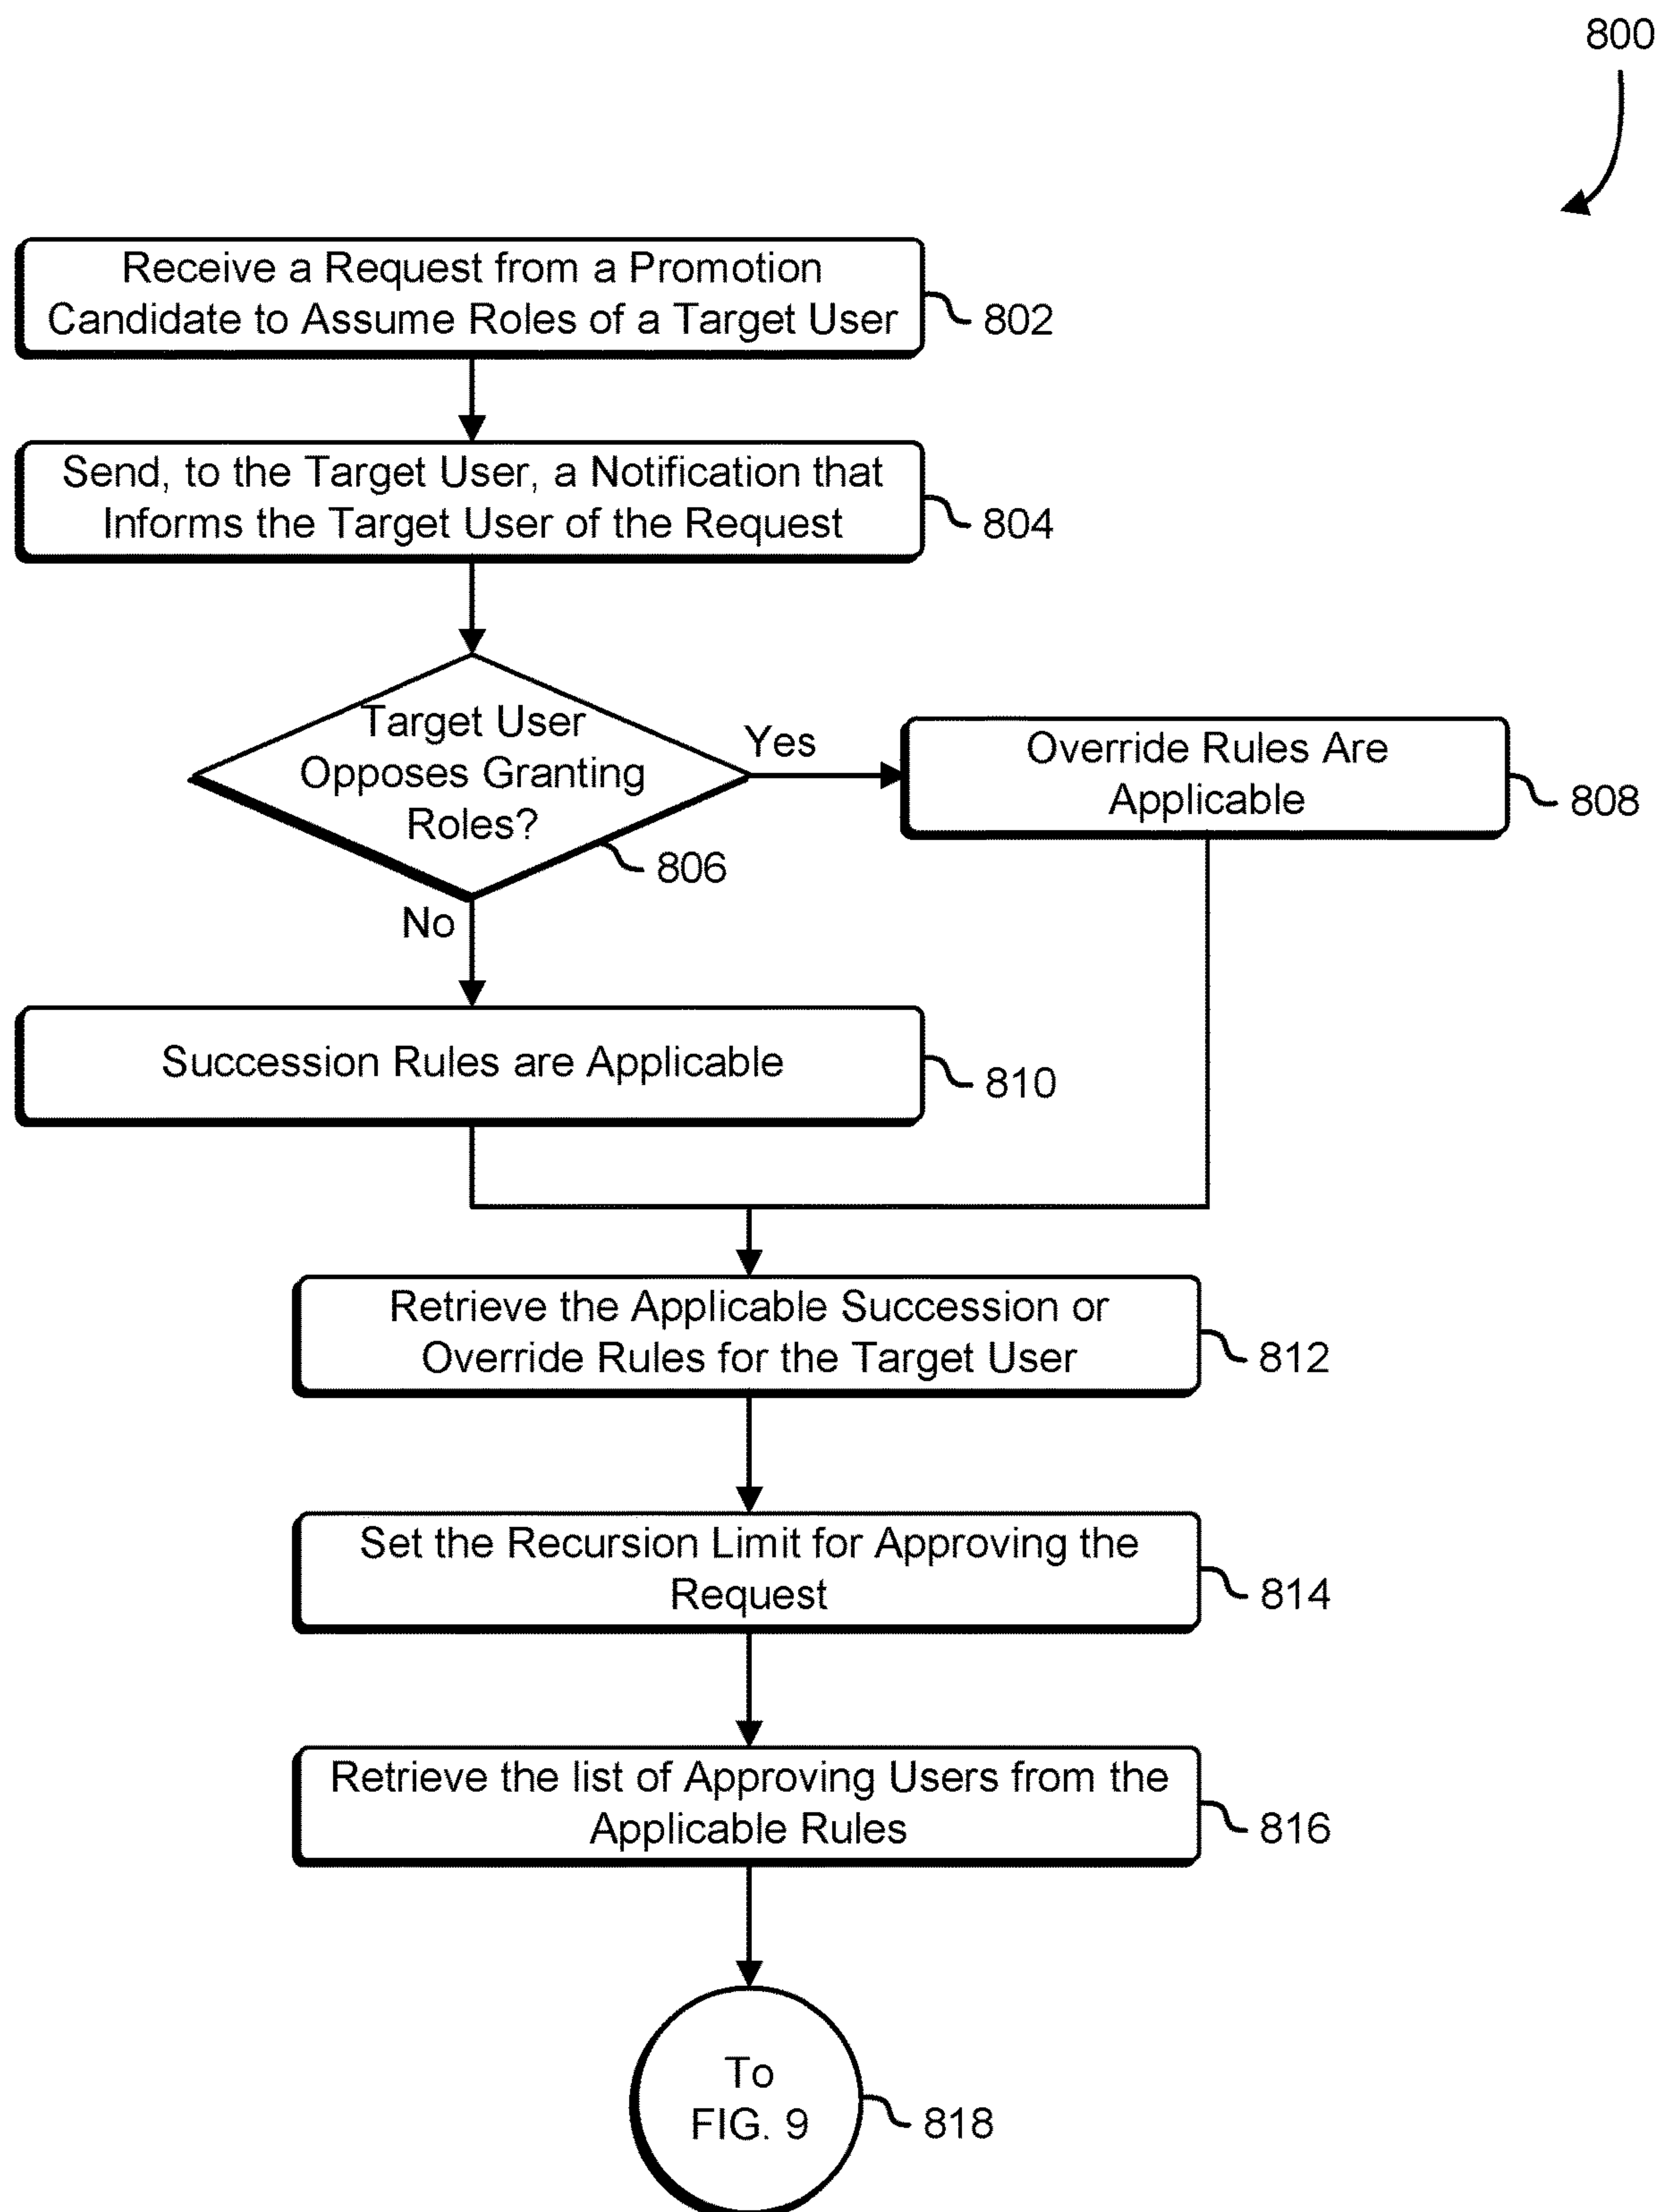 800
Receive a Request from a Promotion
Candidate to Assume Roles of a Target User
802
Send, to the Target User, a Notification that
Informs the Target User of the Request
804
Target User
Opposes Granting
Roles?
806
Yes
Override Rules Are
Applicable
808
No
Succession Rules are Applicable
810
Retrieve the Applicable Succession or
Override Rules for the Target User
812
Set the Recursion Limit for Approving the
Request
814
Retrieve the list of Approving Users from the
Applicable Rules
816
To
FIG. 9
818